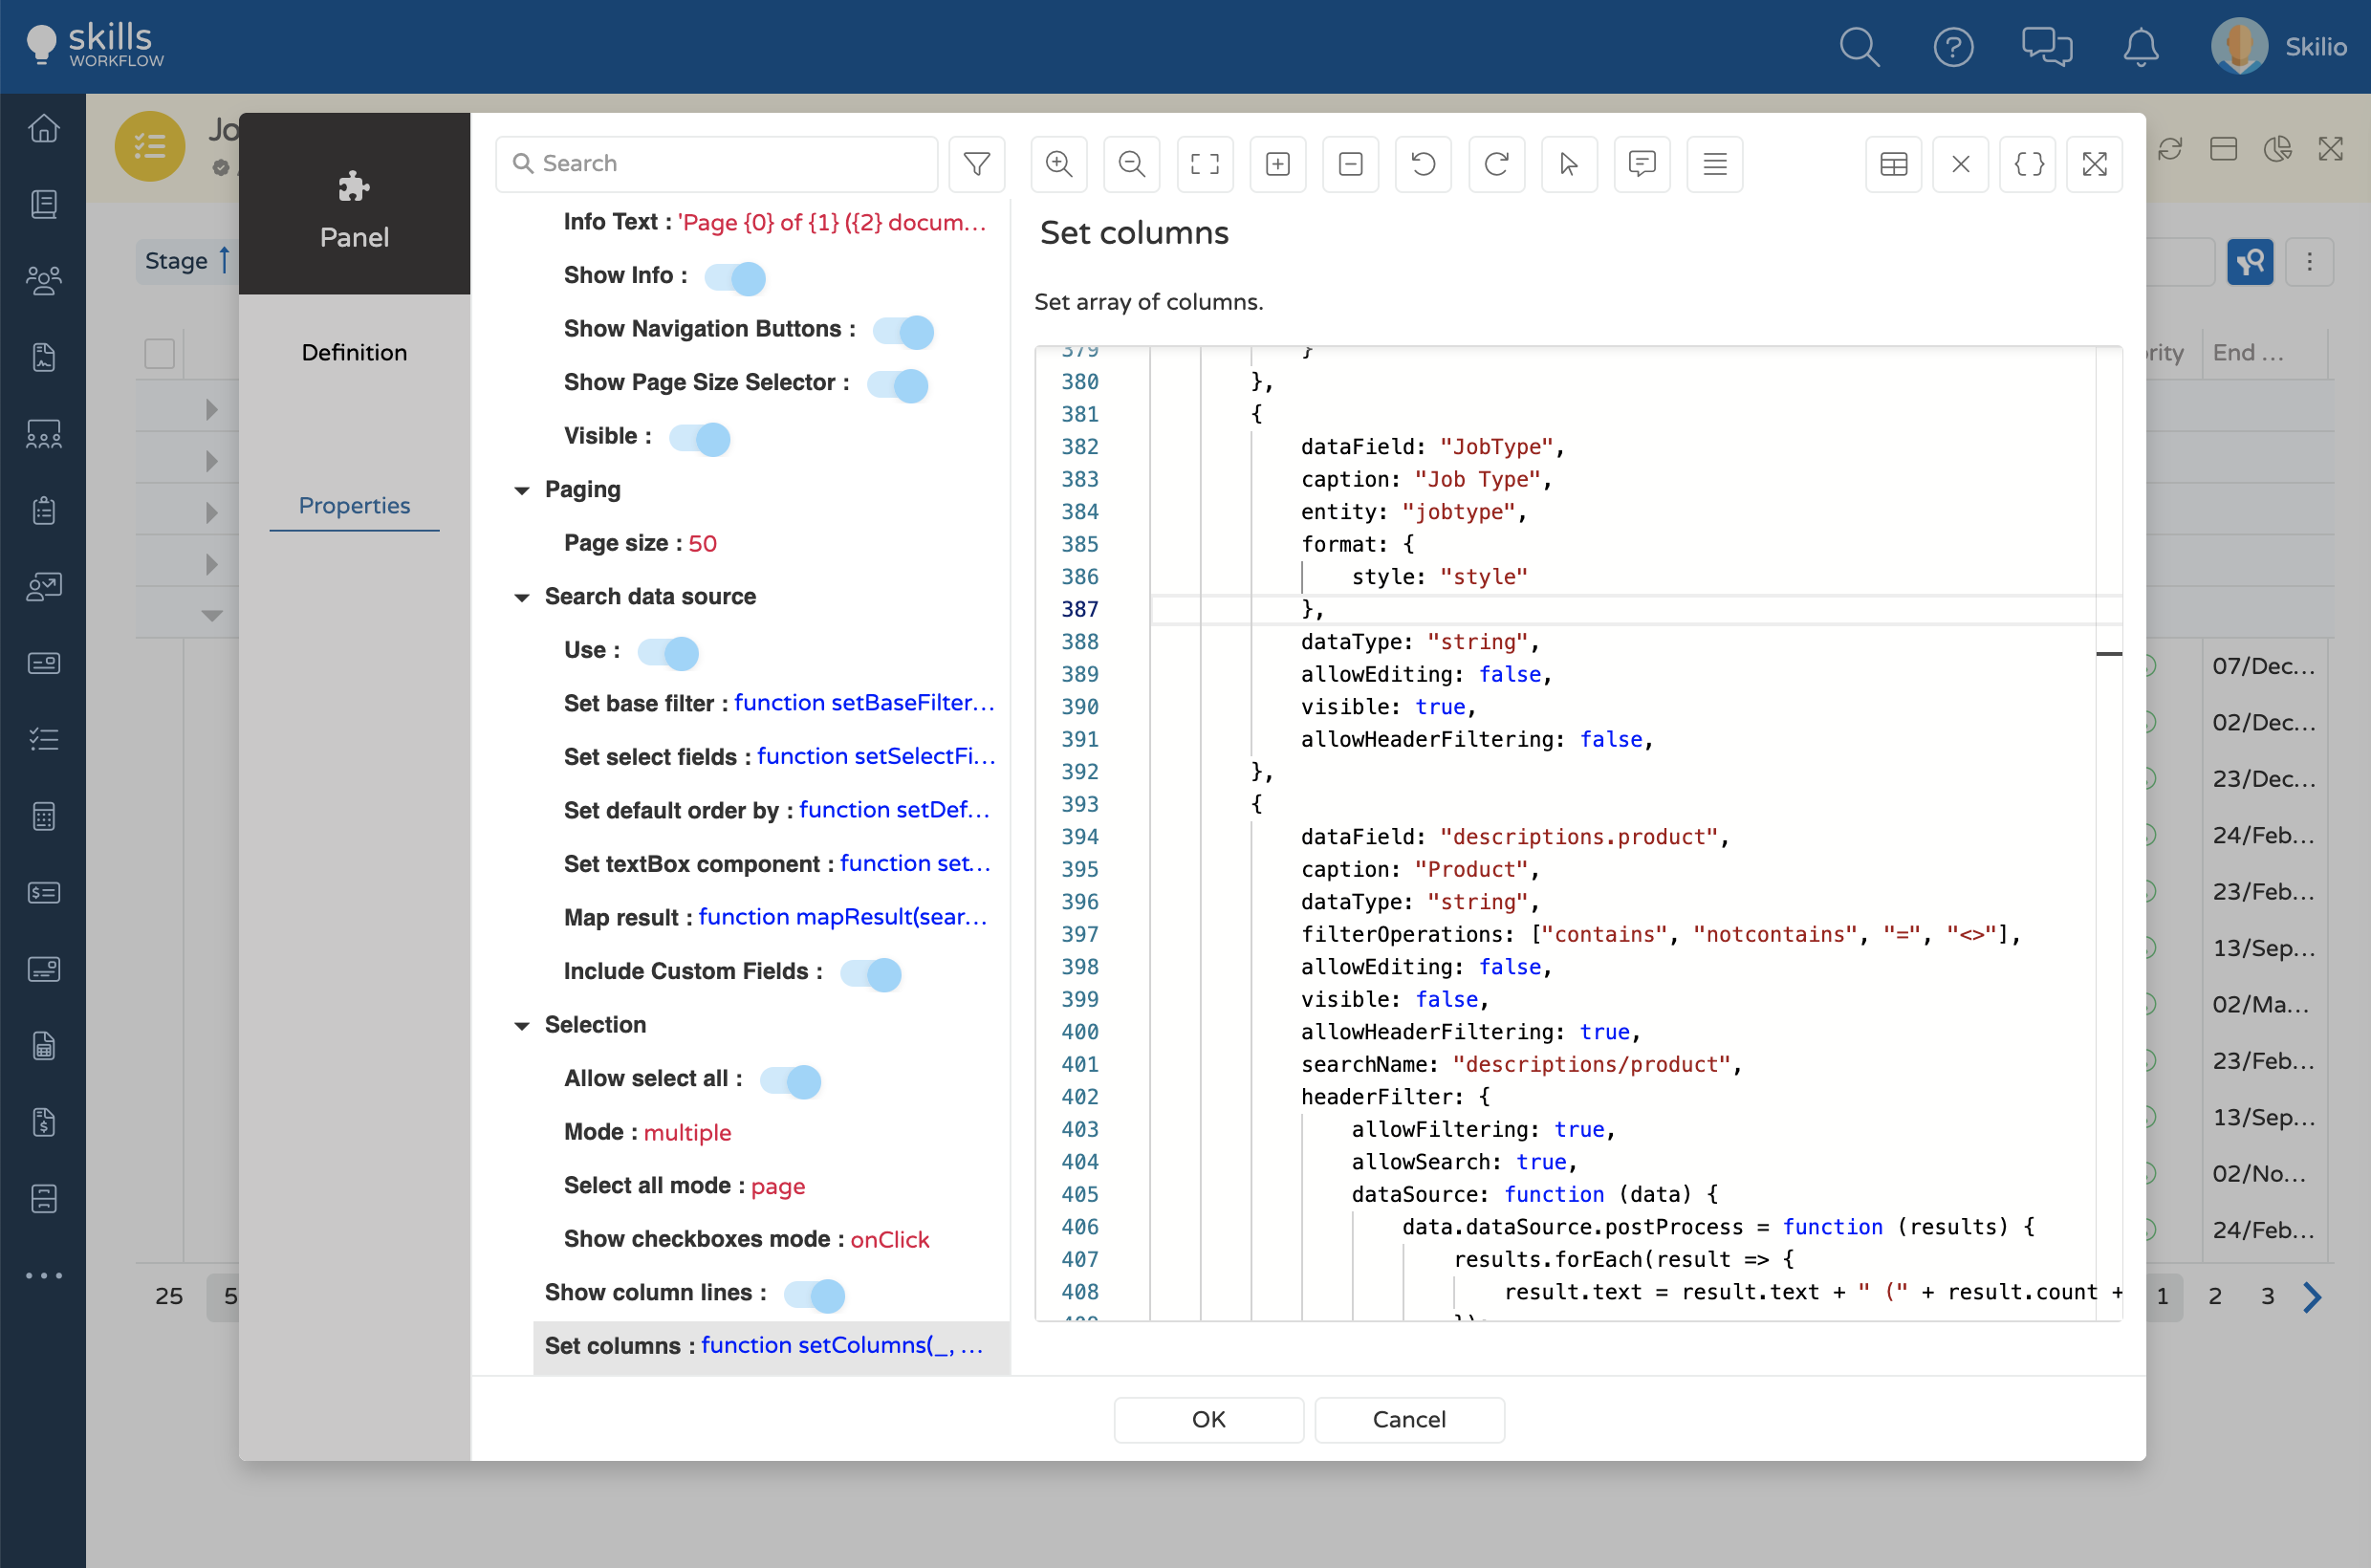 skills
WORKFLOW
Skilio
Jo
Panel
Search
Stage
Definition
Properties
Info Text : 'Page {0} of {1} ({2} docum...
Show Info :
Show Navigation Buttons :
Show Page Size Selector :
Visible :
Paging
Page size : 50
Search data source
Use :
Set base filter : function setBaseFilter...
Set select fields : function setSelectFi...
Set default order by : function setDef...
Set textBox component : function set...
Map result : function mapResult(sear...
Include Custom Fields :
Selection
Allow select all :
Mode : multiple
Select all mode : page
Show checkboxes mode : onClick
Show column lines :
Set columns : function setColumns(_, ...
Set columns
Set array of columns.
379 }
380 },
381 {
382 dataField: "JobType",
383 caption: "Job Type",
384 entity: "jobtype",
385 format: {
386 style: "style"
387 },
388 dataType: "string",
389 allowEditing: false,
390 visible: true,
391 allowHeaderFiltering: false,
392 },
393 {
394 dataField: "descriptions.product",
395 caption: "Product",
396 dataType: "string",
397 filterOperations: ["contains", "notcontains", "=", "<>"],
398 allowEditing: false,
399 visible: false,
400 allowHeaderFiltering: true,
401 searchName: "descriptions/product",
402 headerFilter: {
403 allowFiltering: true,
404 allowSearch: true,
405 dataSource: function (data) {
406 data.dataSource.postProcess = function (results) {
407 results.forEach(result => {
408 result.text = result.text + " (" + result.count +
OK
Cancel
rity
End ...
07/Dec...
02/Dec...
23/Dec...
24/Feb...
23/Feb...
13/Sep...
02/Ma...
23/Feb...
13/Sep...
02/No...
24/Feb...
25
5
1
2
3